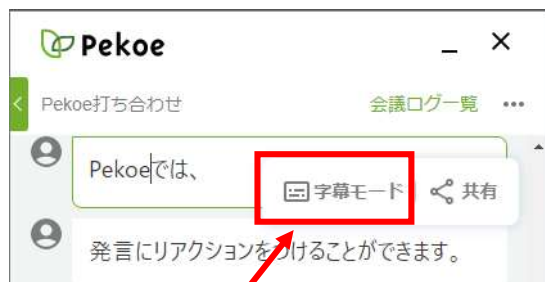 Pekoe
Pekoe打ち合わせ 会議ログ一覧 •••
Pekoeでは、
字幕モード 共有
発言にリアクションをつけることができます。